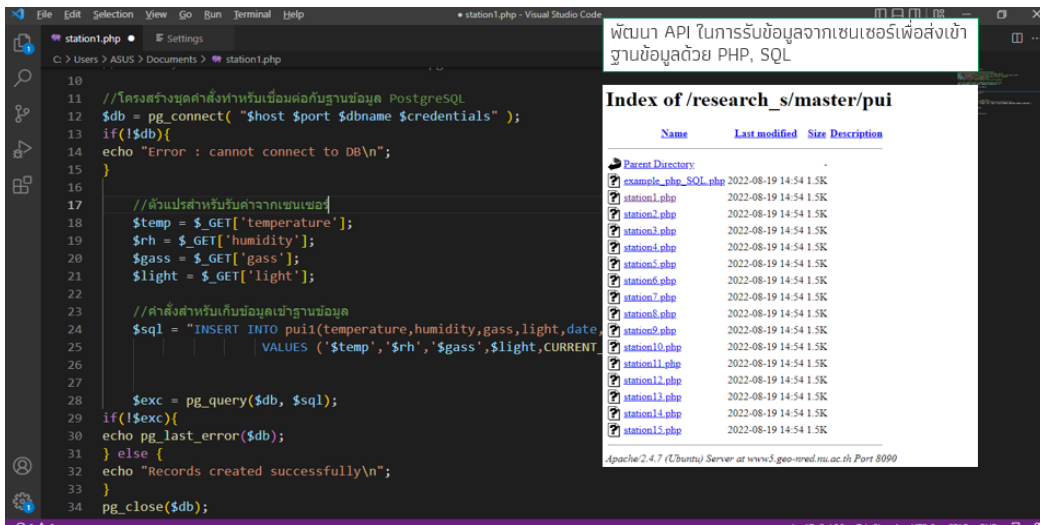 File Edit Selection View Go Run Terminal Help
● station1.php - Visual Studio Code
station1.php ●
Settings
C: > Users > ASUS > Documents > station1.php
10
11 //โครงสร้างชุดคำสั่งทำหรับเชื่อมต่อกับฐานข้อมูล PostgreSQL
12 $db = pg_connect( "$host $port $dbname $credentials" );
13 if(!$db){
14 echo "Error : cannot connect to DB\n";
15 }
16
17 //ตัวแปรสำหรับรับค่าจากเซนเซอร์
18 $temp = $_GET['temperature'];
19 $rh = $_GET['humidity'];
20 $gass = $_GET['gass'];
21 $light = $_GET['light'];
22
23 //คำสั่งสำหรับเก็บข้อมูลเข้าฐานข้อมูล
24 $sql = "INSERT INTO pui1(temperature,humidity,gass,light,date,
25 VALUES ('$temp','$rh','$gass',$light,CURRENT_
26
27
28 $exc = pg_query($db, $sql);
29 if(!$exc){
30 echo pg_last_error($db);
31 } else {
32 echo "Records created successfully\n";
33 }
34 pg_close($db);
พัฒนา API ในการรับข้อมูลจากเซนเซอร์เพื่อส่งเข้า
ฐานข้อมูลด้วย PHP, SQL
Index of /research_s/master/pui
Name Last modified Size Description
Parent Directory -
example_php_SQL.php 2022-08-19 14:54 1.5K
station1.php 2022-08-19 14:54 1.5K
station2.php 2022-08-19 14:54 1.5K
station3.php 2022-08-19 14:54 1.5K
station4.php 2022-08-19 14:54 1.5K
station5.php 2022-08-19 14:54 1.5K
station6.php 2022-08-19 14:54 1.5K
station7.php 2022-08-19 14:54 1.5K
station8.php 2022-08-19 14:54 1.5K
station9.php 2022-08-19 14:54 1.5K
station10.php 2022-08-19 14:54 1.5K
station11.php 2022-08-19 14:54 1.5K
station12.php 2022-08-19 14:54 1.5K
station13.php 2022-08-19 14:54 1.5K
station14.php 2022-08-19 14:54 1.5K
station15.php 2022-08-19 14:54 1.5K
Apache/2.4.7 (Ubuntu) Server at www5.geo-nred.nu.ac.th Port 8090